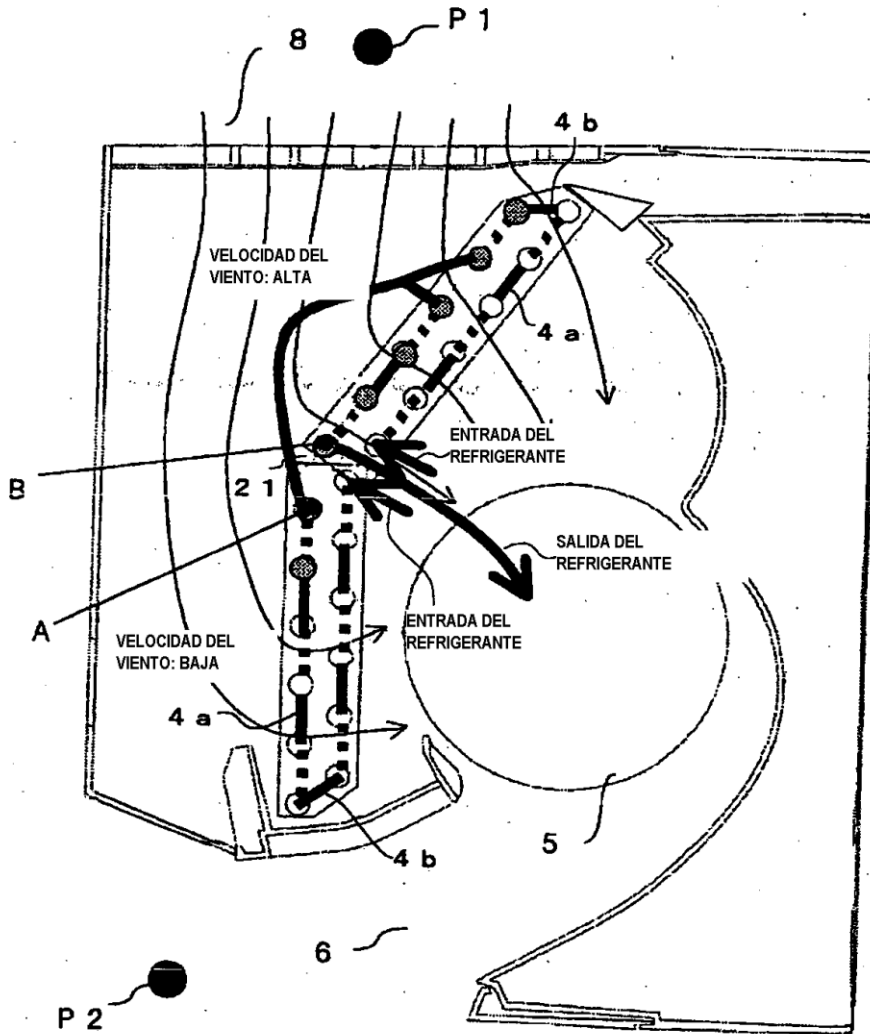 P 1
8
4 b
VELOCIDAD DEL
VIENTO: ALTA
4 a
ENTRADA DEL
REFRIGERANTE
B
2 1
SALIDA DEL
REFRIGERANTE
A
ENTRADA DEL
REFRIGERANTE
VELOCIDAD DEL
VIENTO: BAJA
4 a
4 b
5
6
P 2